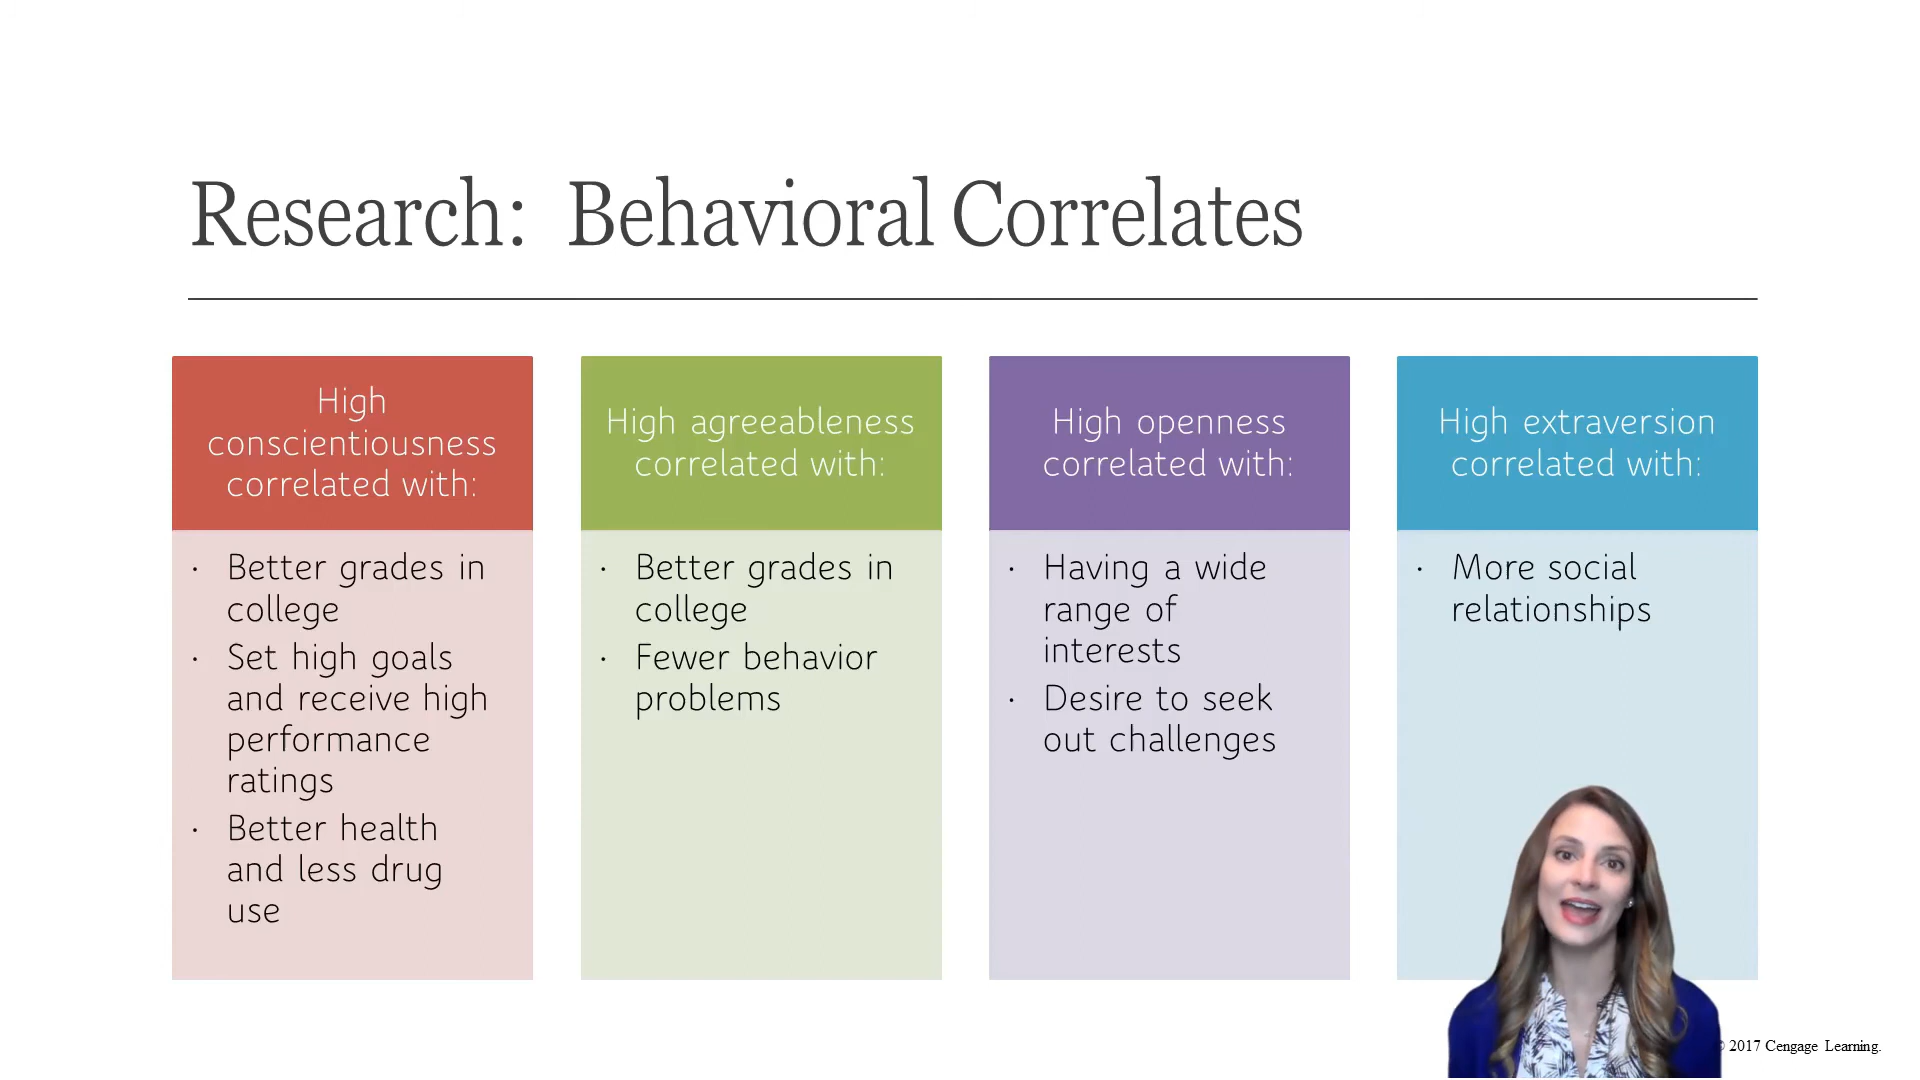 Research: Behavioral Correlates
High
conscientiousness
correlated with:
· Better grades in
college
· Set high goals
and receive high
performance
ratings
· Better health
and less drug
use
High agreeableness
correlated with:
· Better grades in
college
· Fewer behavior
problems
High openness
correlated with:
· Having a wide
range of
interests
· Desire to seek
out challenges
High extraversion
correlated with:
· More social
relationships
2017 Cengage Learning.